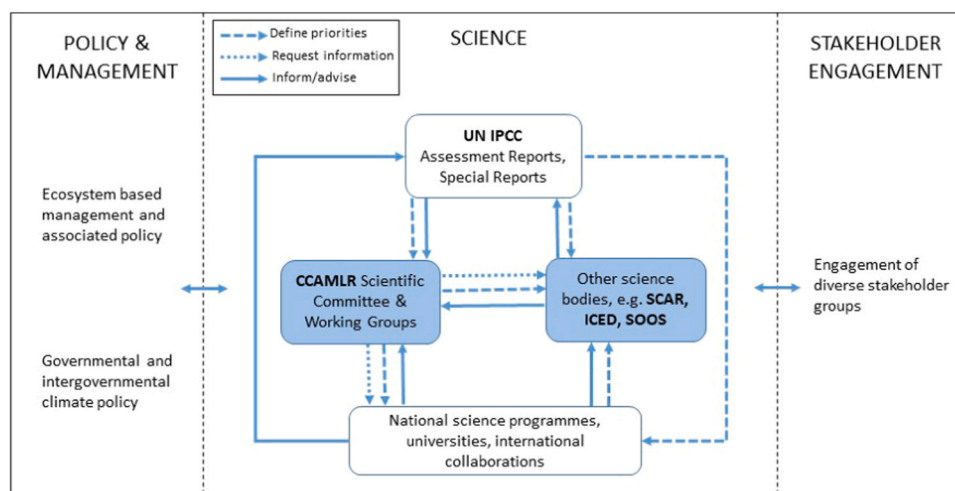 POLICY &
MANAGEMENT
SCIENCE
STAKEHOLDER
ENGAGEMENT
Define priorities
Request information
Inform/advise
UN IPCC
Assessment Reports,
Special Reports
Ecosystem based
management and
associated policy
CCAMLR Scientific
Committee &
Working Groups
Other science
bodies, e.g. SCAR,
ICED, SOOS
Engagement of
diverse stakeholder
groups
Governmental and
intergovernmental
climate policy
National science programmes,
universities, international
collaborations